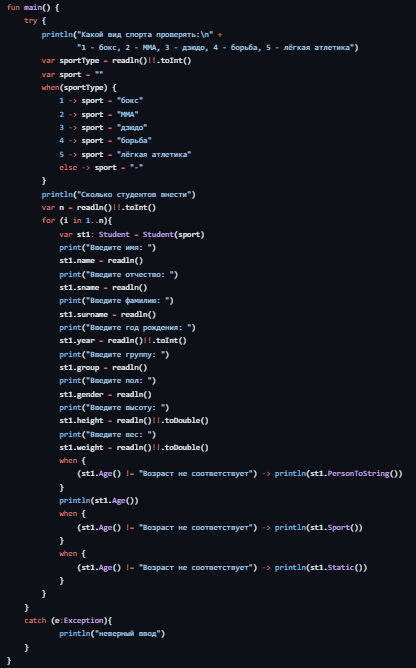 fun main() {
    try {
        println("Какой вид спорта проверять:\n" +
                "1 - бокс, 2 - ММА, 3 - дзюдо, 4 - борьба, 5 - лёгкая атлетика")
        var sportType = readln()!!.toInt()
        var sport = ""
        when(sportType) {
            1 -> sport = "бокс"
            2 -> sport = "ММА"
            3 -> sport = "дзюдо"
            4 -> sport = "борьба"
            5 -> sport = "лёгкая атлетика"
            else -> sport = "-"
        }
        println("Сколько студентов внести")
        var n = readln()!!.toInt()
        for (i in 1..n){
            var st1: Student = Student(sport)
            print("Введите имя: ")
            st1.name = readln()
            print("Введите отчество: ")
            st1.sname = readln()
            print("Введите фамилию: ")
            st1.surname = readln()
            print("Введите год рождения: ")
            st1.year = readln()!!.toInt()
            print("Введите группу: ")
            st1.group = readln()
            print("Введите пол: ")
            st1.gender = readln()
            print("Введите высоту: ")
            st1.height = readln()!!.toDouble()
            print("Введите вес: ")
            st1.weight = readln()!!.toDouble()
            when {
                (st1.Age() != "Возраст не соответствует") -> println(st1.PersonToString())
            }
            println(st1.Age())
            when {
                (st1.Age() != "Возраст не соответствует") -> println(st1.Sport())
            }
            when {
                (st1.Age() != "Возраст не соответствует") -> println(st1.Static())
            }
        }
    }
    catch (e:Exception){
            println("неверный ввод")
    }
}